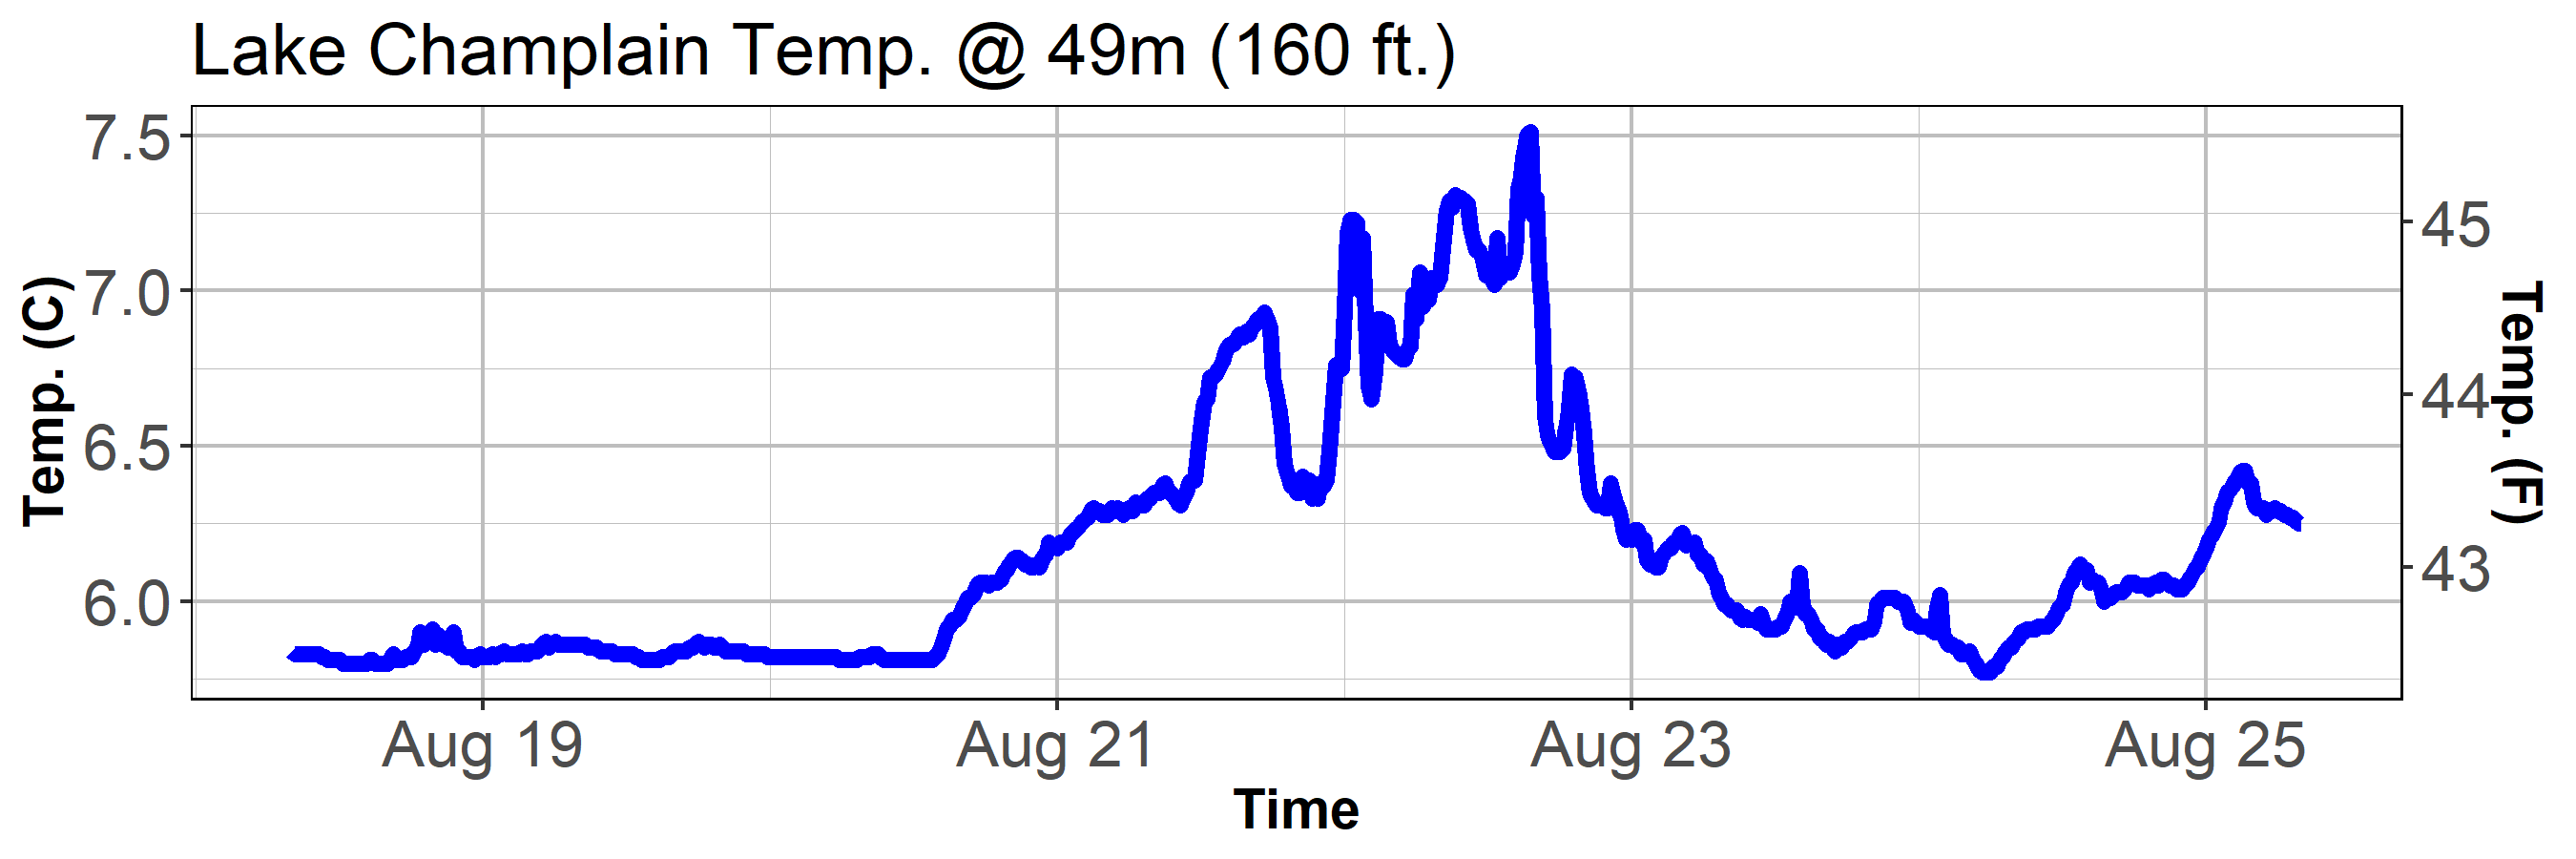 Lake Champlain Temp. @ 49m (160 ft.)
Temp. (C)
7.5
7.0
6.5
6.0
45
44
43
Temp. (F)
Aug 19 Aug 21 Aug 23 Aug 25
Time